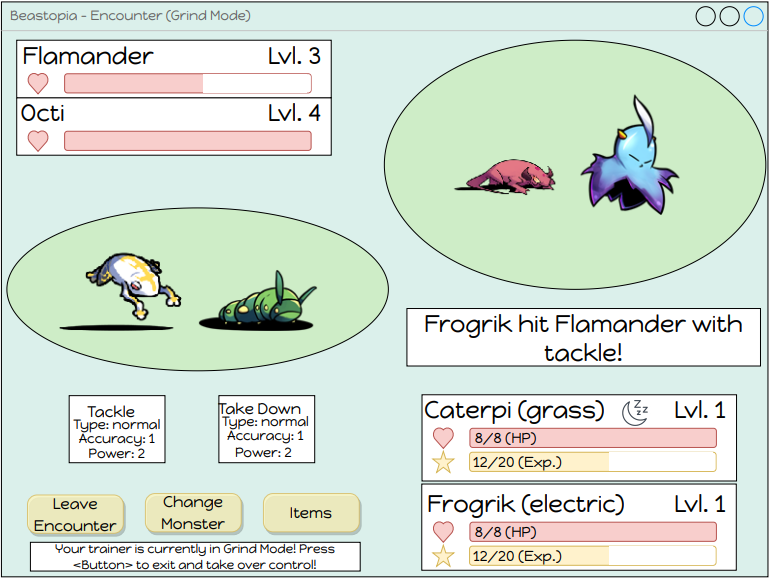 Beastopia - Encounter (Grind Mode)
Flamander Lvl. 3
Octi Lvl. 4
Frogrik hit Flamander with
tackle!
Tackle
Type: normal
Accuracy: 1
Power: 2
Take Down
Type: normal
Accuracy: 1
Power: 2
Caterpi (grass) Z z z Lvl. 1
8/8 (HP)
12/20 (Exp.)
Frogrik (electric) Lvl. 1
8/8 (HP)
12/20 (Exp.)
Leave
Encounter
Change
Monster
Items
Your trainer is currently in Grind Mode! Press
<Button> to exit and take over control!